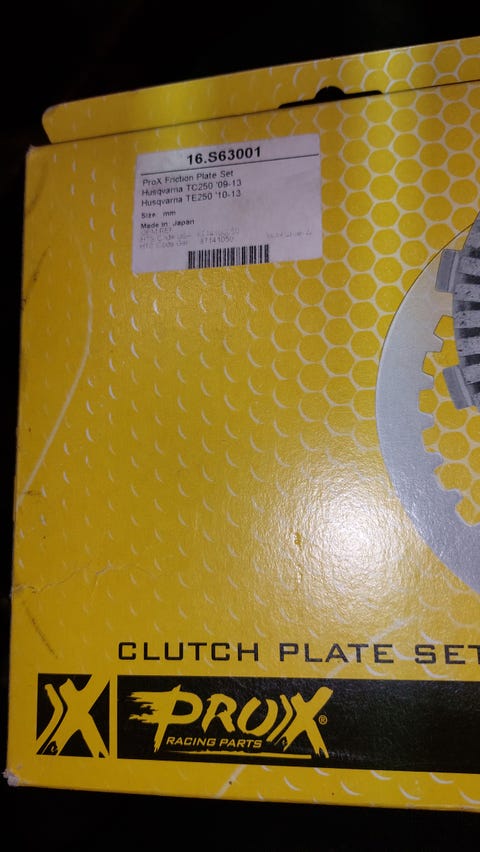 16.S63001
ProX Friction Plate Set
Husqvarna TC250 '09-13
Husqvarna TE250 '10-13
Size: mm
Made in Japan
CLUTCH PLATE SET
PROX®
RACING PARTS